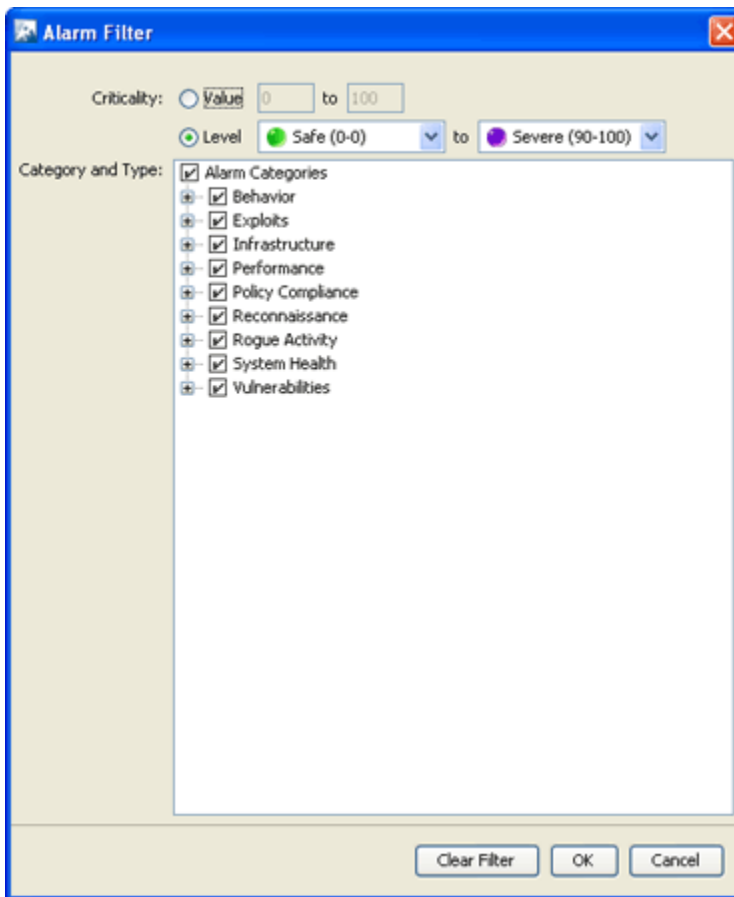 Alarm Filter
Criticality: Value 0 to 100
Level Safe (0-0) to Severe (90-100)
Category and Type: Alarm Categories
Behavior
Exploits
Infrastructure
Performance
Policy Compliance
Reconnaissance
Rogue Activity
System Health
Vulnerabilities
Clear Filter OK Cancel